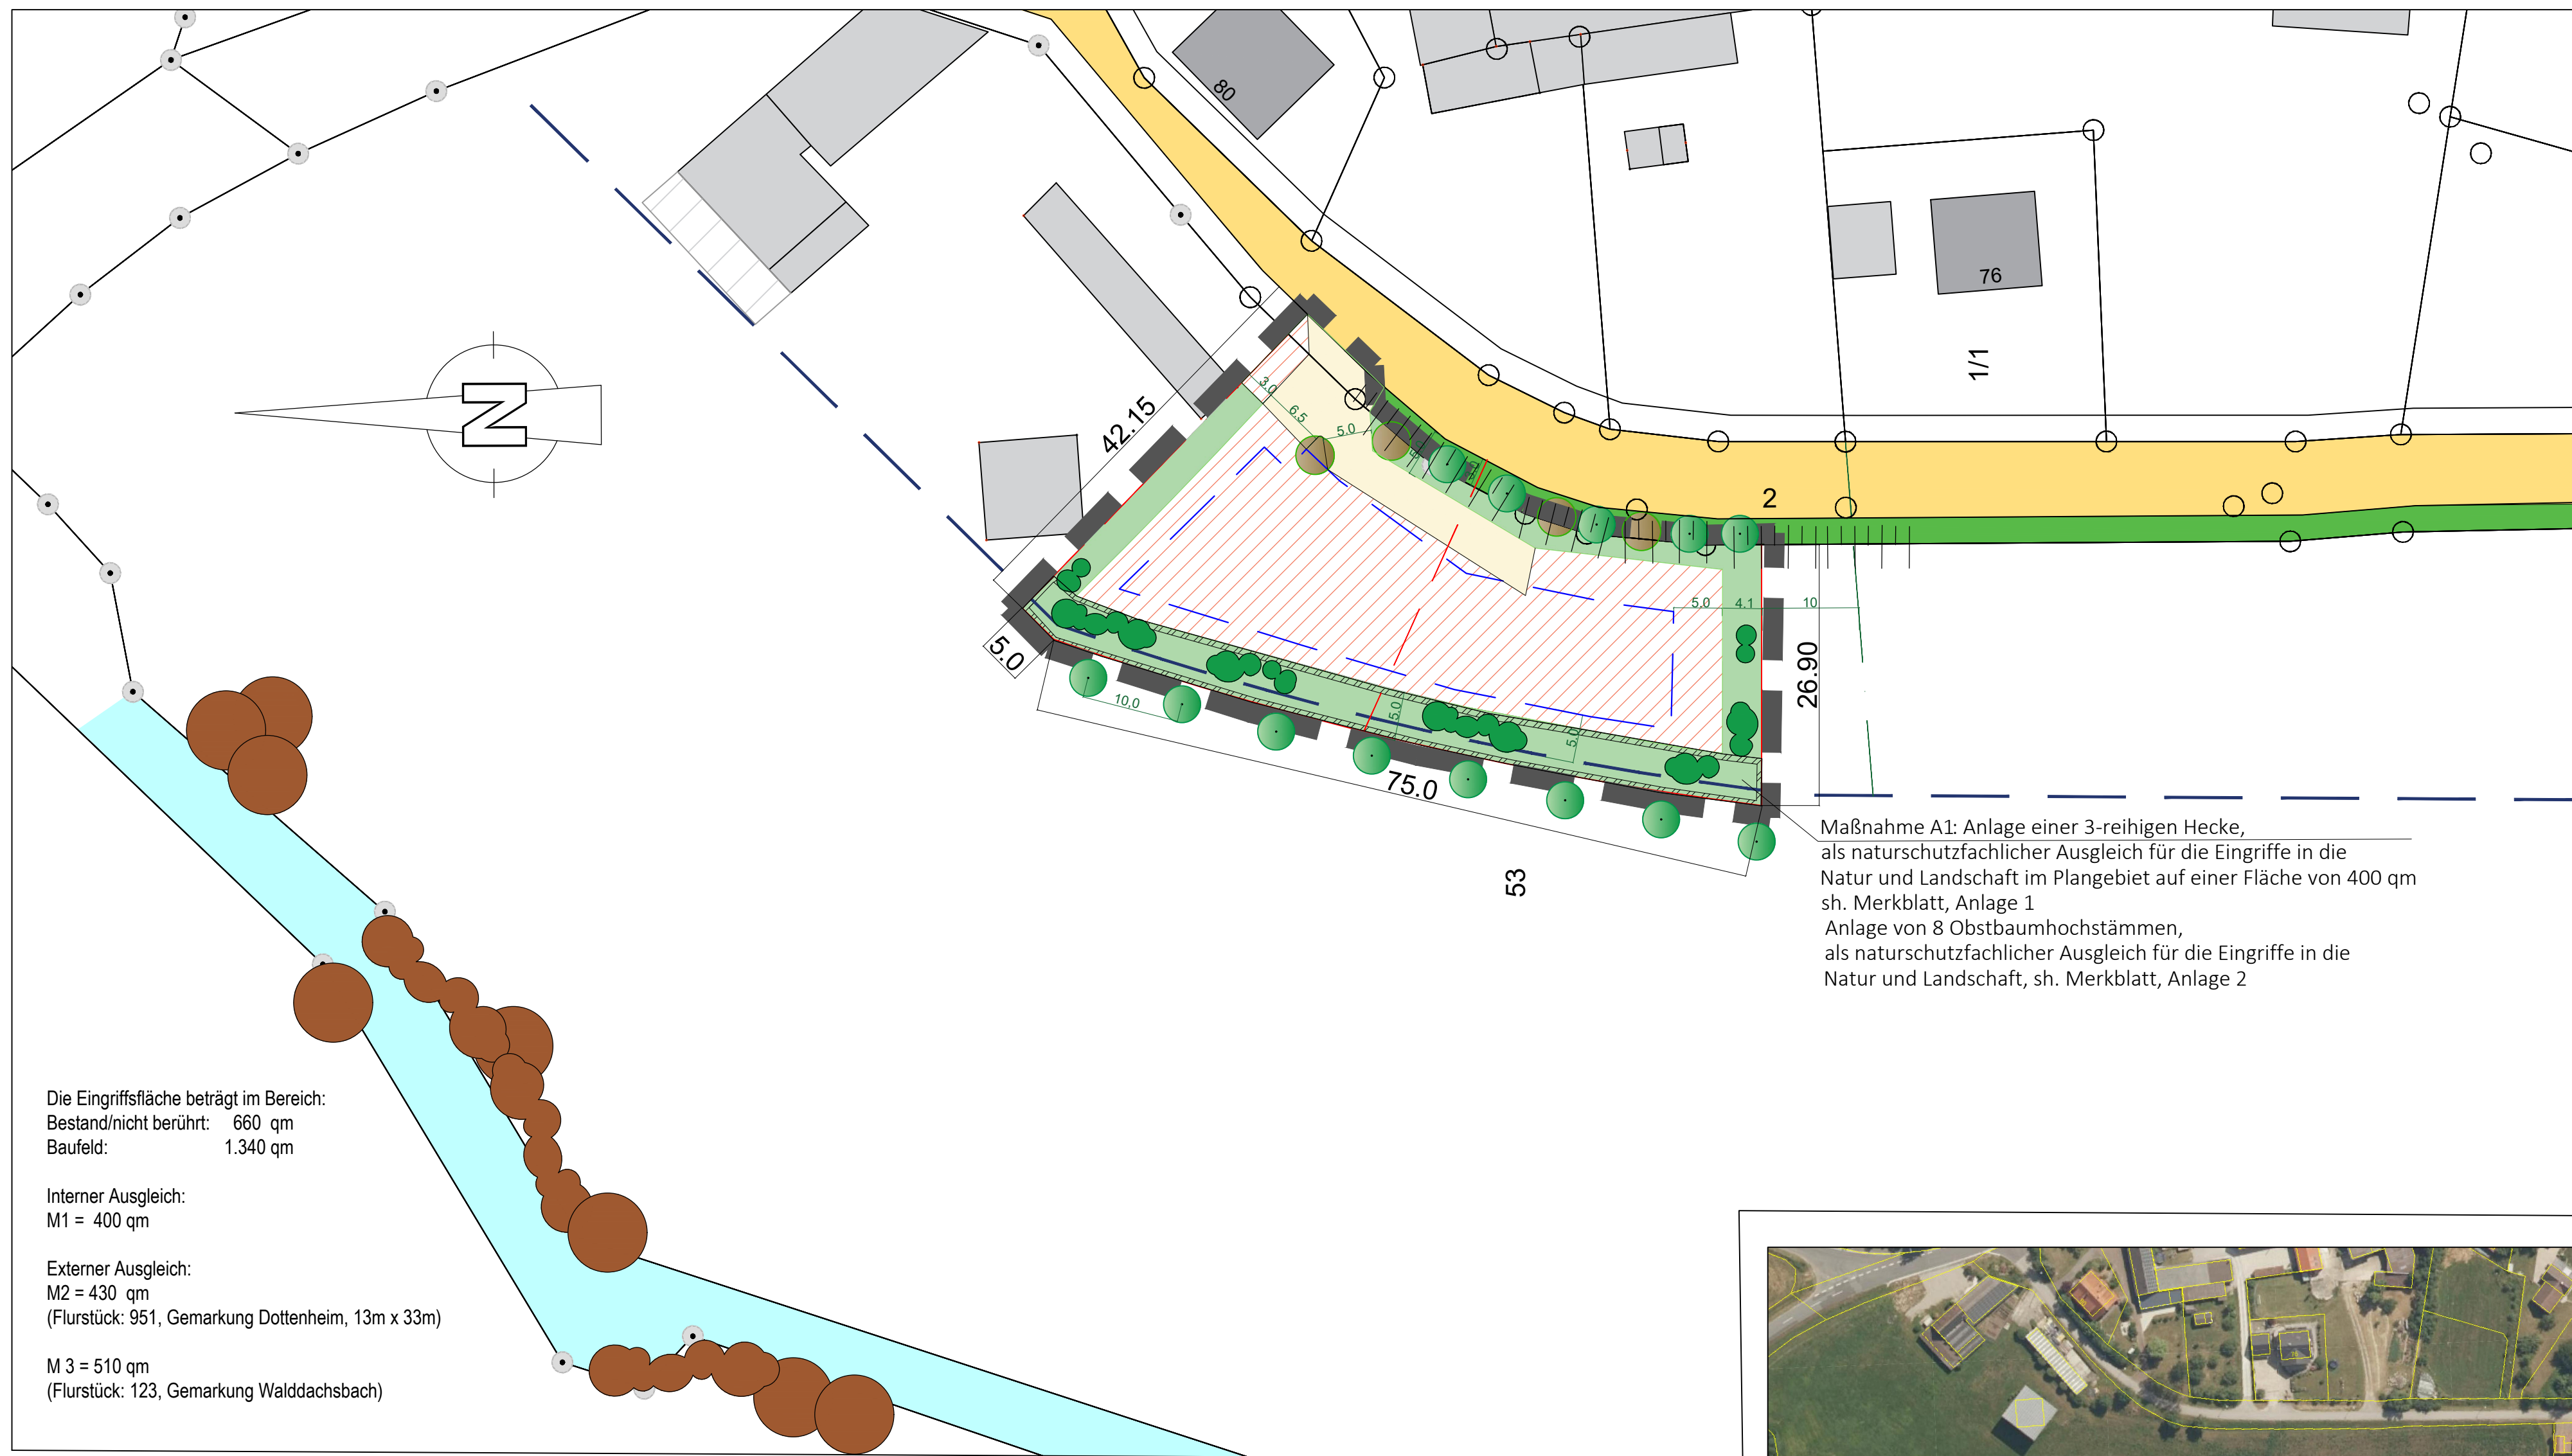 80
76
1/1
2
N
42.15
3.0
6.5
5.0
5.0
4.1
10
26.90
5.0
10,0
5.0
5.0
75.0
53
Maßnahme A1: Anlage einer 3-reihigen Hecke,
als naturschutzfachlicher Ausgleich für die Eingriffe in die
Natur und Landschaft im Plangebiet auf einer Fläche von 400 qm
sh. Merkblatt, Anlage 1
Anlage von 8 Obstbaumhochstämmen,
als naturschutzfachlicher Ausgleich für die Eingriffe in die
Natur und Landschaft, sh. Merkblatt, Anlage 2
Die Eingriffsfläche beträgt im Bereich:
Bestand/nicht berührt: 660 qm
Baufeld: 1.340 qm
Interner Ausgleich:
M1 = 400 qm
Externer Ausgleich:
M2 = 430 qm
(Flurstück: 951, Gemarkung Dottenheim, 13m x 33m)
M 3 = 510 qm
(Flurstück: 123, Gemarkung Walddachsbach)